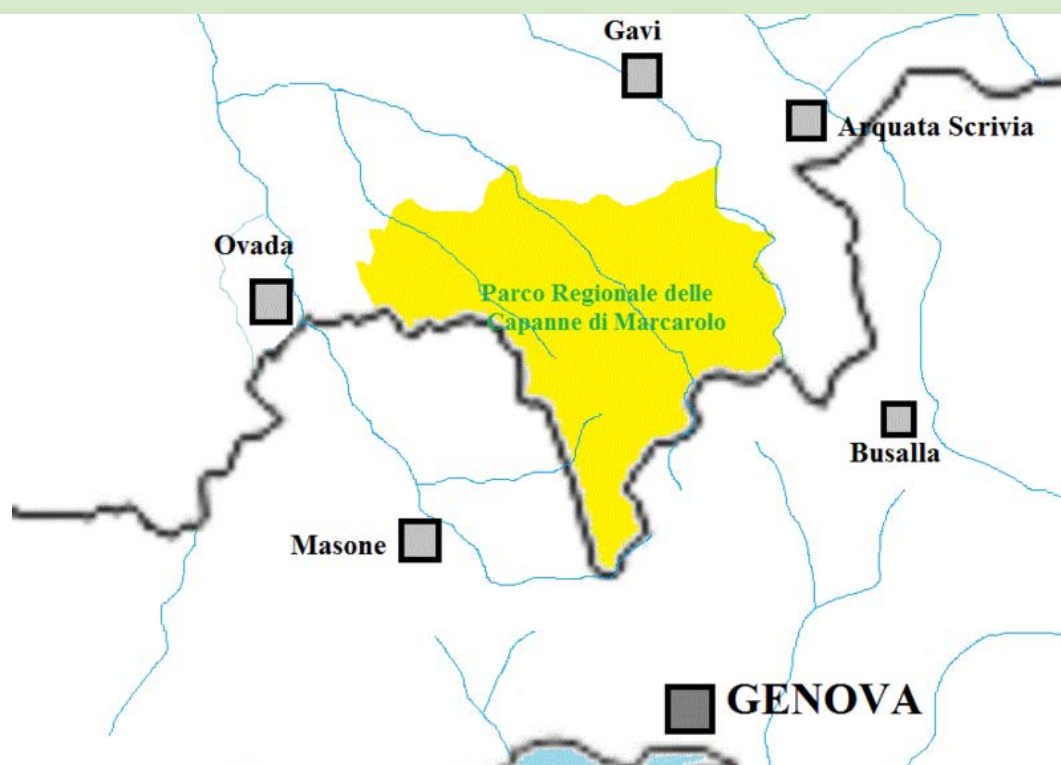 Gavi
Arquata Scrivia
Ovada
Parco Regionale delle
Capanne di Marcarolo
Busalla
Masone
GENOVA